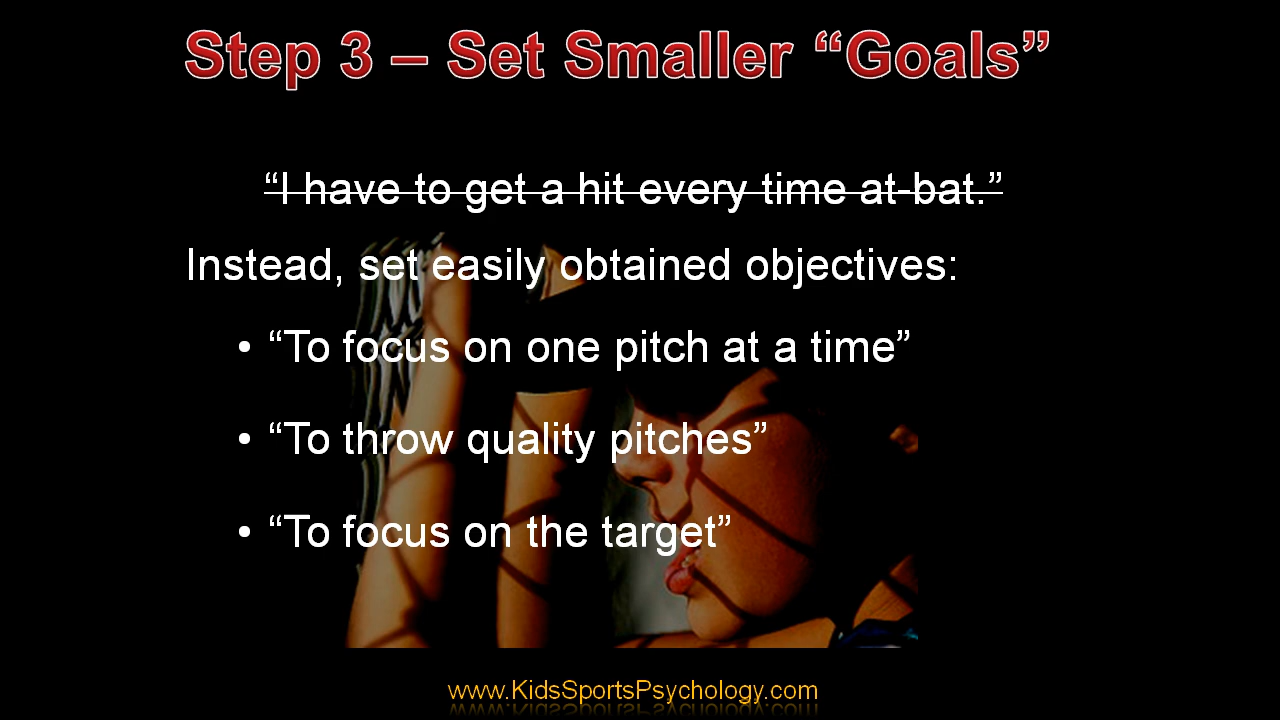 Step 3 – Set Smaller “Goals”
“I have to get a hit every time at-bat.”
Instead, set easily obtained objectives:
• “To focus on one pitch at a time”
• “To throw quality pitches”
• “To focus on the target”
www.KidsSportsPsychology.com